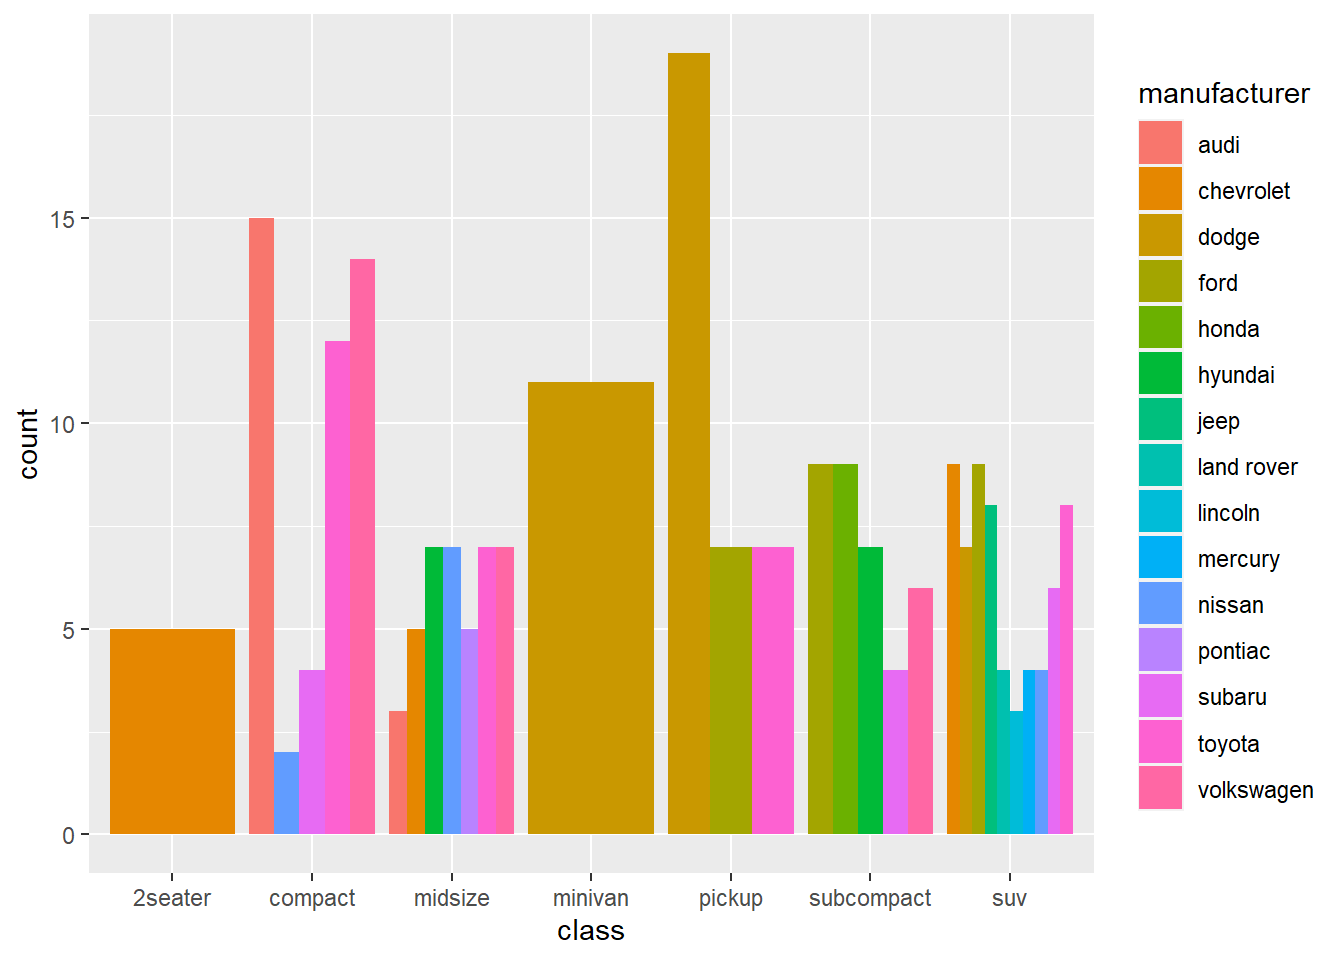 count
15
10
5
0
2seater compact midsize minivan pickup subcompact suv
class
manufacturer
audi
chevrolet
dodge
ford
honda
hyundai
jeep
land rover
lincoln
mercury
nissan
pontiac
subaru
toyota
volkswagen